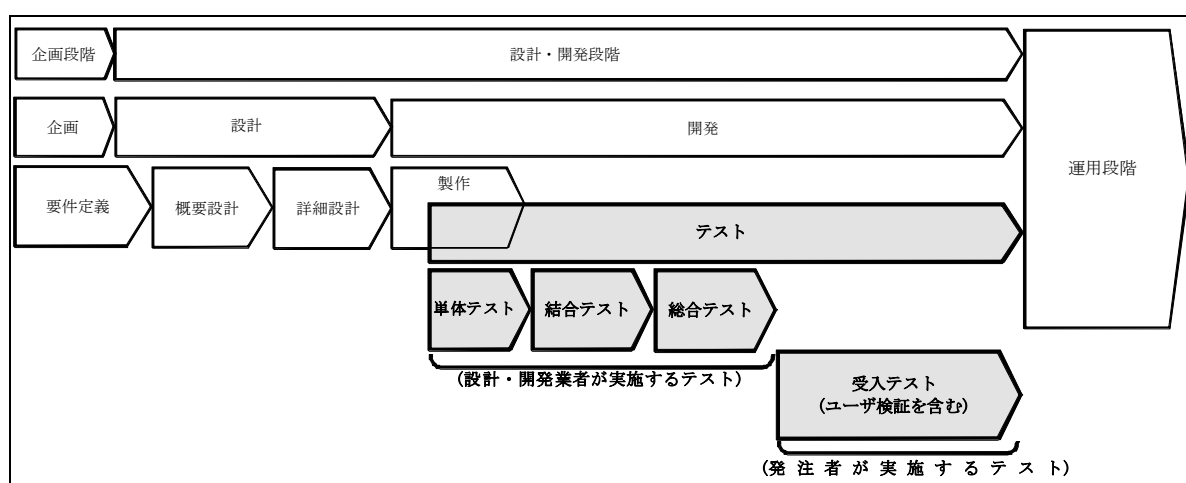 企画段階
設計・開発段階
企画
設計
開発
運用段階
要件定義
概要設計
詳細設計
製作
テスト
単体テスト
結合テスト
総合テスト
(設計・開発業者が実施するテスト)
受入テスト
(ユーザ検証を含む)
(発注者が実施するテスト)